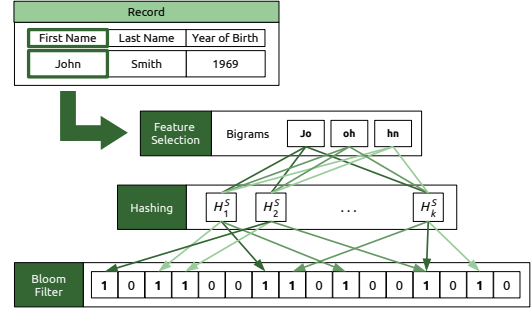 Record
First Name Last Name Year of Birth
John Smith 1969
Feature
Selection
Bigrams Jo oh hn
Hashing H₁ˢ H₂ˢ ... Hₖˢ
Bloom
Filter
1 0 1 1 0 0 1 1 0 1 0 0 1 0 1 0